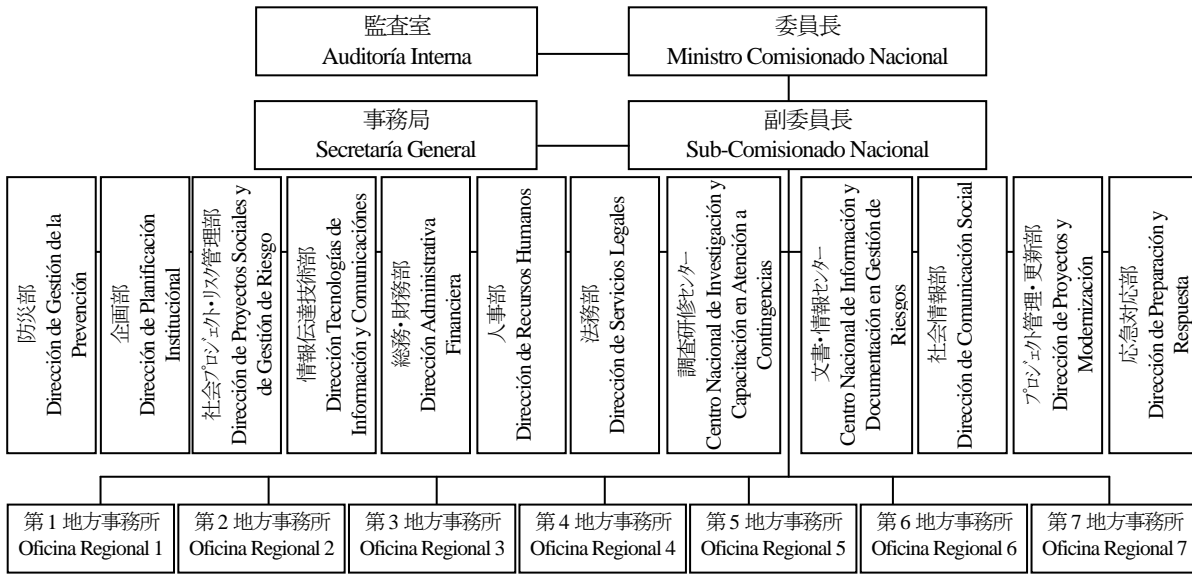 監査室
Auditoría Interna
委員長
Ministro Comisionado Nacional
事務局
Secretaría General
副委員長
Sub-Comisionado Nacional
防災部
Dirección de Gestión de la
Prevención
企画部
Dirección de Planificación
Instituciónal
社会プロジェクト・リスク管理部
Dirección de Proyectos Sociales y
de Gestión de Riesgo
情報伝達技術部
Dirección Tecnologías de
Información y Comunicaciónes
総務・財務部
Dirección Administrativa
Financiera
人事部
Dirección de Recursos Humanos
法務部
Dirección de Servicios Legales
調査研修センター
Centro Nacional de Investigación y
Capacitación en Atención a
Contingencias
文書・情報センター
Centro Nacional de Información y
Documentación en Gestión de
Riesgos
社会情報部
Dirección de Comunicación Social
プロジェクト管理・更新部
Dirección de Proyectos y
Modernización
応急対応部
Dirección de Preparación y
Respuesta
第1地方事務所
Oficina Regional 1
第2地方事務所
Oficina Regional 2
第3地方事務所
Oficina Regional 3
第4地方事務所
Oficina Regional 4
第5地方事務所
Oficina Regional 5
第6地方事務所
Oficina Regional 6
第7地方事務所
Oficina Regional 7